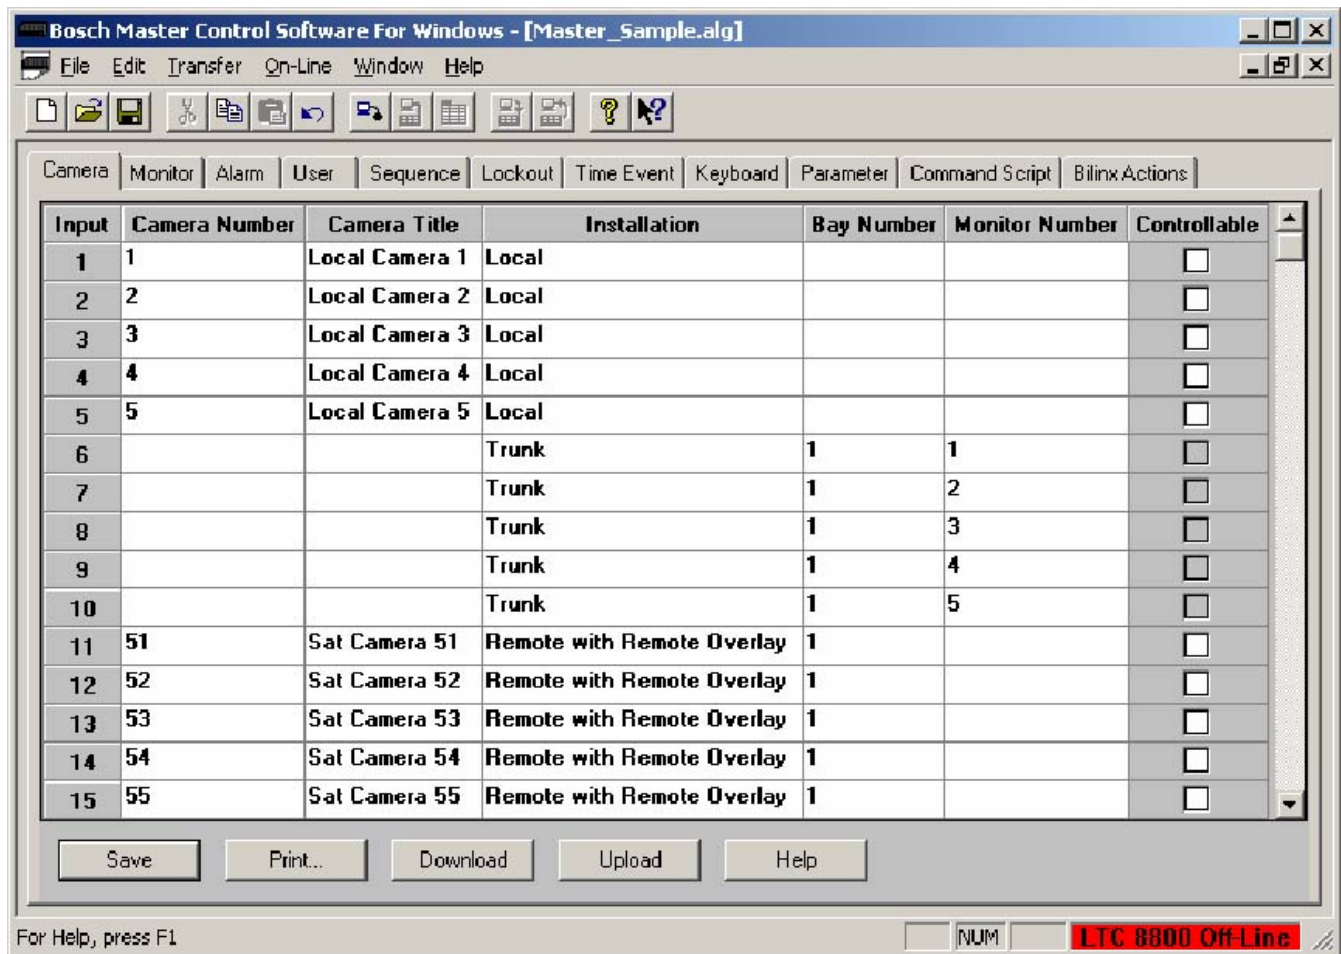 Bosch Master Control Software For Windows - [Master_Sample.alg]
File Edit Transfer On-Line Window Help
Camera Monitor Alarm User Sequence Lockout Time Event Keyboard Parameter Command Script Bilinx Actions
Input Camera Number Camera Title Installation Bay Number Monitor Number Controllable
1 1 Local Camera 1 Local
2 2 Local Camera 2 Local
3 3 Local Camera 3 Local
4 4 Local Camera 4 Local
5 5 Local Camera 5 Local
6 Trunk 1 1
7 Trunk 1 2
8 Trunk 1 3
9 Trunk 1 4
10 Trunk 1 5
11 51 Sat Camera 51 Remote with Remote Overlay 1
12 52 Sat Camera 52 Remote with Remote Overlay 1
13 53 Sat Camera 53 Remote with Remote Overlay 1
14 54 Sat Camera 54 Remote with Remote Overlay 1
15 55 Sat Camera 55 Remote with Remote Overlay 1
Save Print... Download Upload Help
For Help, press F1 NUM LTC 8800 Off-Line